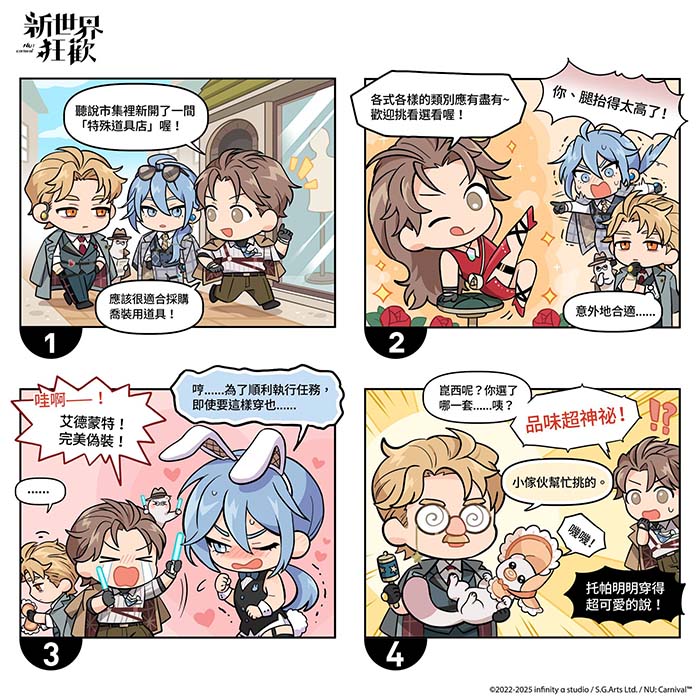 新世界
狂歡
NU: carnival
聽說市集裡新開了一間
「特殊道具店」喔！
應該很適合採購
喬裝用道具！
1
各式各樣的類別應有盡有~
歡迎挑看選看喔！
你、腿抬得太高了！
意外地合適......
2
哇啊——！
艾德蒙特！
完美偽裝！
哼......為了順利執行任務，
即使要這樣穿也......
......
3
崑西呢？你選了
哪一套......咦？
品味超神祕！
!?
小傢伙幫忙挑的。
嘰嘰！
托帕明明穿得
超可愛的說！
4
©2022-2025 infinity α studio / S.G.Arts Ltd. / NU: Carnival™